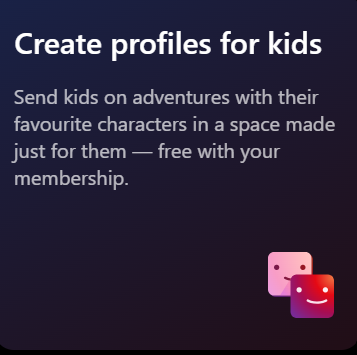 Create profiles for kids
Send kids on adventures with their
favourite characters in a space made
just for them — free with your
membership.